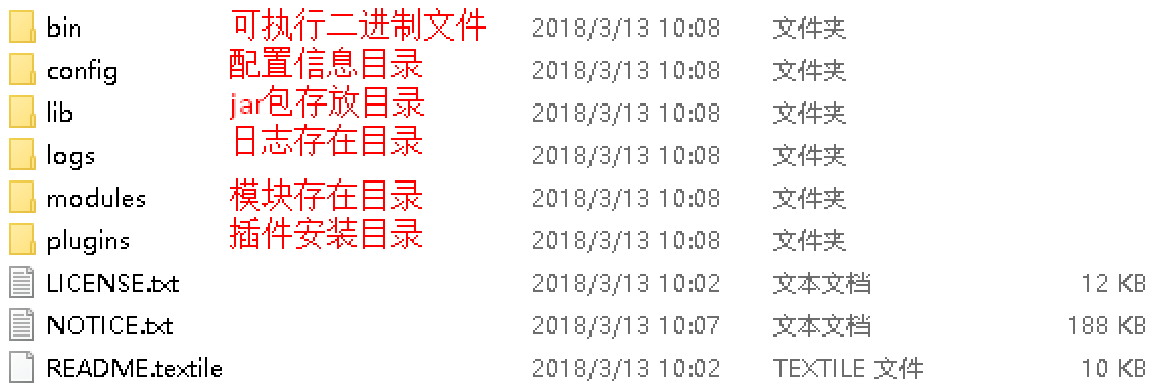 bin 可执行二进制文件 2018/3/13 10:08 文件夹
config 配置信息目录 2018/3/13 10:08 文件夹
lib jar包存放目录 2018/3/13 10:08 文件夹
logs 日志存在目录 2018/3/13 10:08 文件夹
modules 模块存在目录 2018/3/13 10:08 文件夹
plugins 插件安装目录 2018/3/13 10:08 文件夹
LICENSE.txt 2018/3/13 10:02 文本文档 12 KB
NOTICE.txt 2018/3/13 10:07 文本文档 188 KB
README.textile 2018/3/13 10:02 TEXTILE 文件 10 KB